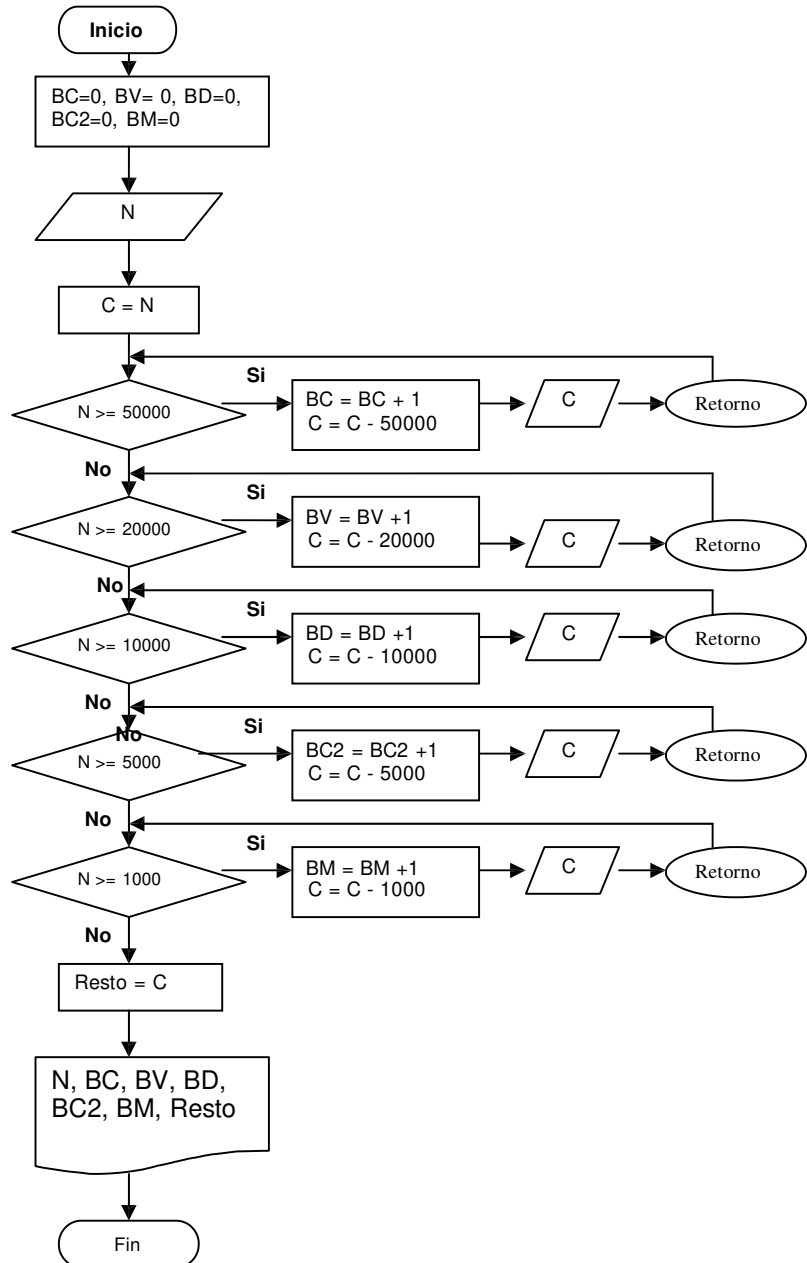 Inicio
BC=0, BV= 0, BD=0,
BC2=0, BM=0
N
C = N
N >= 50000
Si
BC = BC + 1
C = C - 50000
C
Retorno
No
N >= 20000
Si
BV = BV +1
C = C - 20000
C
Retorno
No
N >= 10000
Si
BD = BD +1
C = C - 10000
C
Retorno
No
No
N >= 5000
Si
BC2 = BC2 +1
C = C - 5000
C
Retorno
No
N >= 1000
Si
BM = BM +1
C = C - 1000
C
Retorno
No
Resto = C
N, BC, BV, BD,
BC2, BM, Resto
Fin